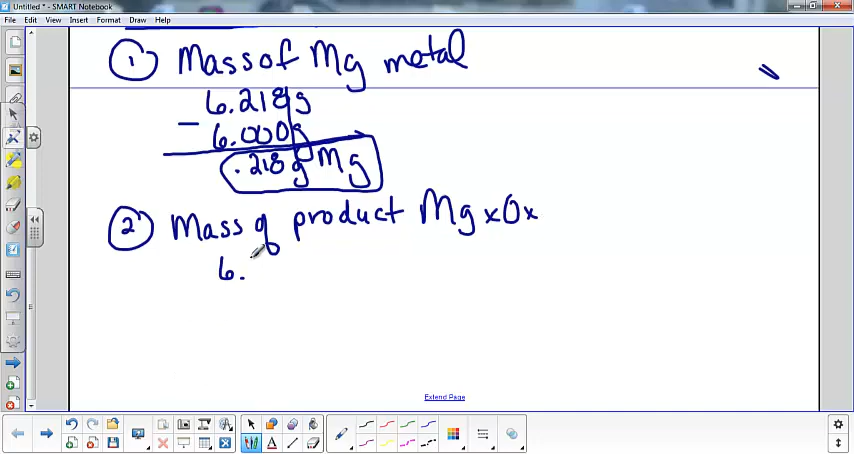 Untitled * - SMART Notebook
File Edit View Insert Format Draw Help
1 Mass of Mg metal
6.218g
- 6.000g
.218 g Mg
2 Mass of product MgxOx
6.
Extend Page